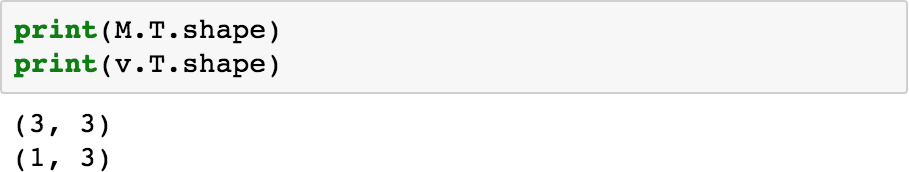 print(M.T.shape)
print(v.T.shape)
(3, 3)
(1, 3)